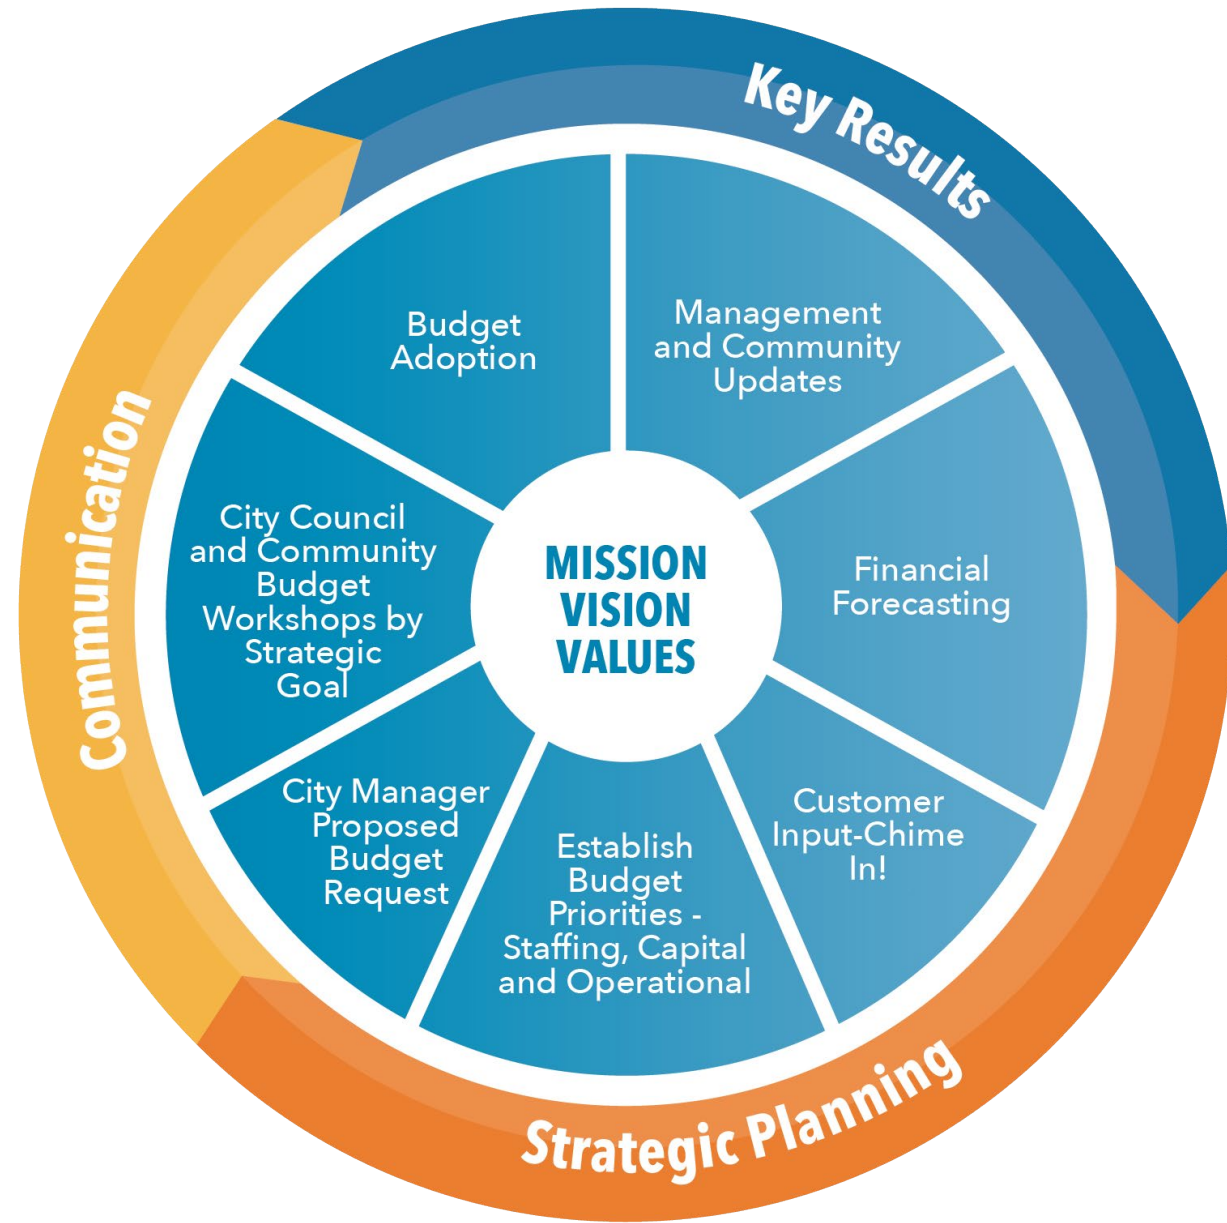 Key Results
Management
and Community
Updates
Financial
Forecasting
Customer
Input-Chime
In!
Establish
Budget
Priorities -
Staffing, Capital
and Operational
City Manager
Proposed
Budget
Request
City Council
and Community
Budget
Workshops by
Strategic
Goal
Budget
Adoption
MISSION
VISION
VALUES
Strategic Planning
Communication